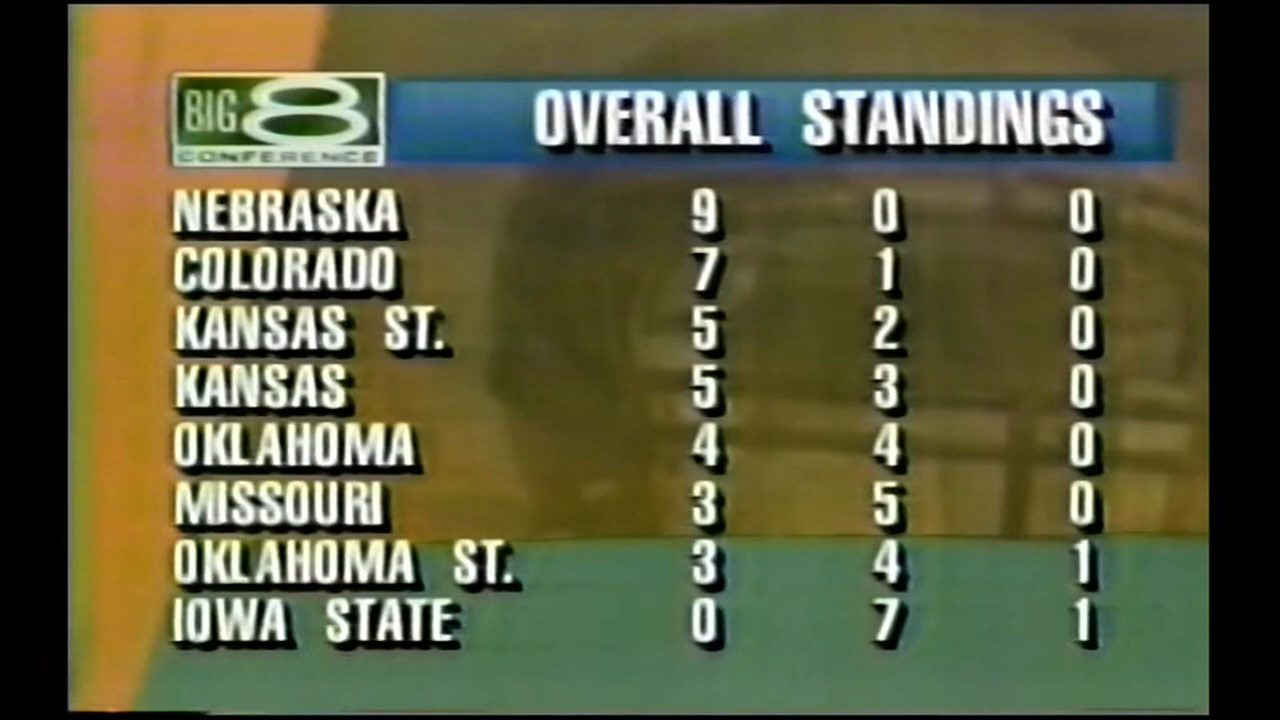 BIG 8
CONFERENCE
OVERALL STANDINGS
NEBRASKA 9 0 0
COLORADO 7 1 0
KANSAS ST. 5 2 0
KANSAS 5 3 0
OKLAHOMA 4 4 0
MISSOURI 3 5 0
OKLAHOMA ST. 3 4 1
IOWA STATE 0 7 1